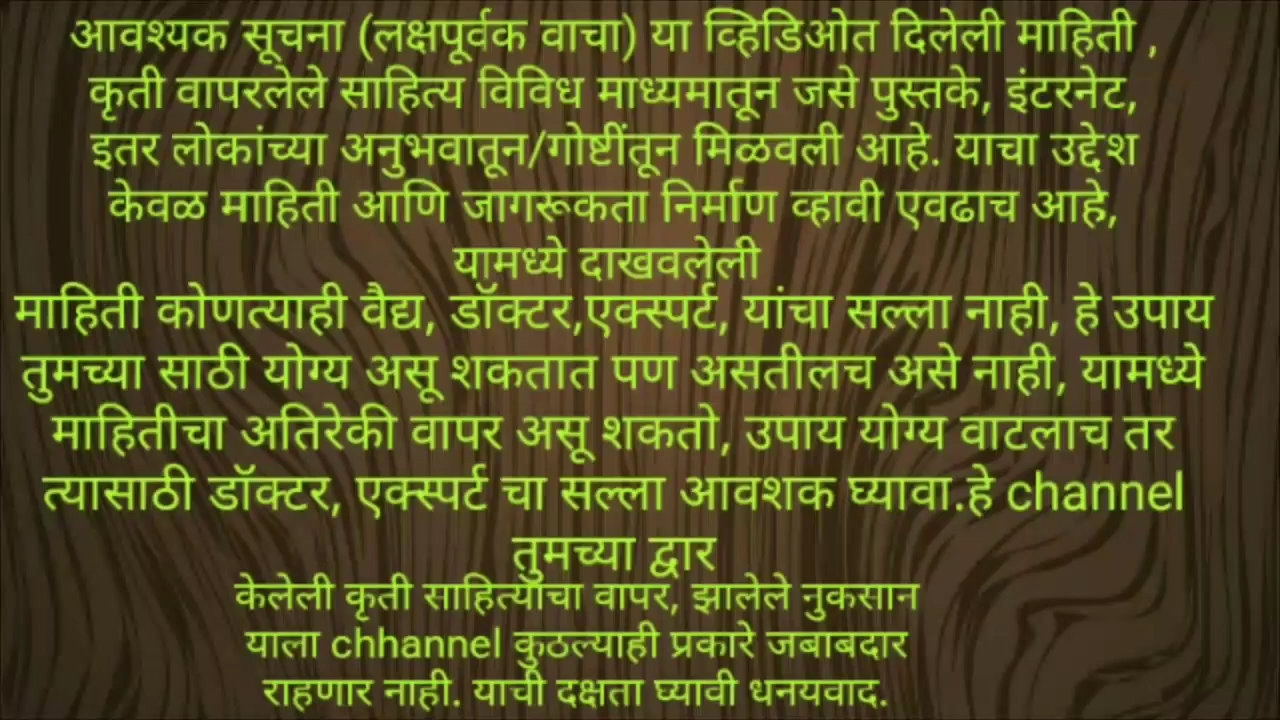 आवश्यक सूचना (लक्षपूर्वक वाचा) या व्हिडिओत दिलेली माहिती ,
कृती वापरलेले साहित्य विविध माध्यमातून जसे पुस्तके, इंटरनेट,
इतर लोकांच्या अनुभवातून/गोष्टींतून मिळवली आहे. याचा उद्देश
केवळ माहिती आणि जागरूकता निर्माण व्हावी एवढाच आहे,
यामध्ये दाखवलेली
माहिती कोणत्याही वैद्य, डॉक्टर,एक्स्पर्ट, यांचा सल्ला नाही, हे उपाय
तुमच्या साठी योग्य असू शकतात पण असतीलच असे नाही, यामध्ये
माहितीचा अतिरेकी वापर असू शकतो, उपाय योग्य वाटलाच तर
त्यासाठी डॉक्टर, एक्स्पर्ट चा सल्ला आवशक घ्यावा.हे channel
तुमच्या द्वार
केलेली कृती साहित्याचा वापर, झालेले नुकसान
याला chhannel कुठल्याही प्रकारे जबाबदार
राहणार नाही. याची दक्षता घ्यावी धनयवाद.